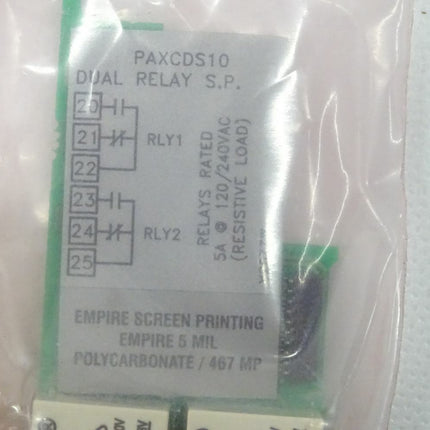 PAXCDS10
DUAL RELAY S.P.
20
21
22
RLY1
23
24
25
RLY2
RELAYS RATED
5A @ 120/240VAC
(RESISTIVE LOAD)
EMPIRE SCREEN PRINTING
EMPIRE 5 MIL
POLYCARBONATE / 467 MP